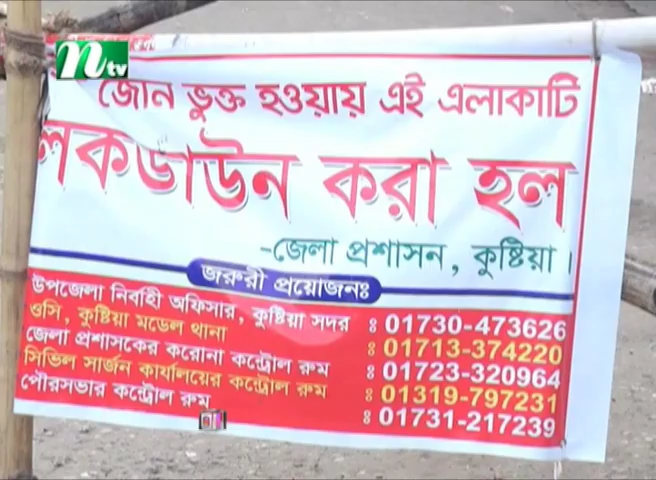 ntv
জোন ভুক্ত হওয়ায় এই এলাকাটি
লকডাউন করা হল
-জেলা প্রশাসন, কুষ্টিয়া।
জরুরী প্রয়োজনঃ
উপজেলা নির্বাহী অফিসার, কুষ্টিয়া সদর : 01730-473626
ওসি, কুষ্টিয়া মডেল থানা : 01713-374220
জেলা প্রশাসকের করোনা কন্ট্রোল রুম : 01723-320964
সিভিল সার্জন কার্যালয়ের কন্ট্রোল রুম : 01319-797231
পৌরসভার কন্ট্রোল রুম : 01731-217239